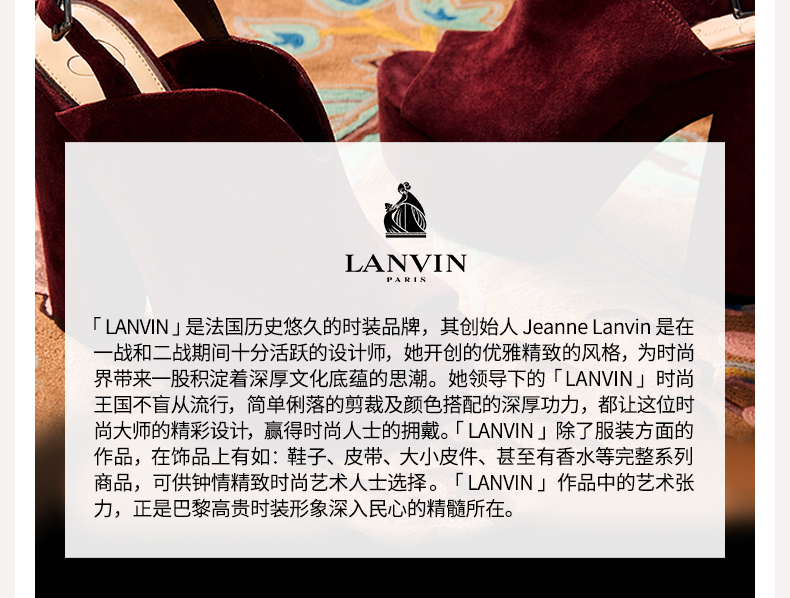 LANVIN
PARIS
「 LANVIN 」是法国历史悠久的时装品牌，其创始人 Jeanne Lanvin 是在
一战和二战期间十分活跃的设计师，她开创的优雅精致的风格，为时尚
界带来一股积淀着深厚文化底蕴的思潮。她领导下的「 LANVIN 」时尚
王国不盲从流行，简单俐落的剪裁及颜色搭配的深厚功力，都让这位时
尚大师的精彩设计，赢得时尚人士的拥戴。「 LANVIN 」除了服装方面的
作品，在饰品上有如：鞋子、皮带、大小皮件、甚至有香水等完整系列
商品，可供钟情精致时尚艺术人士选择。「 LANVIN 」作品中的艺术张
力，正是巴黎高贵时装形象深入民心的精髓所在。